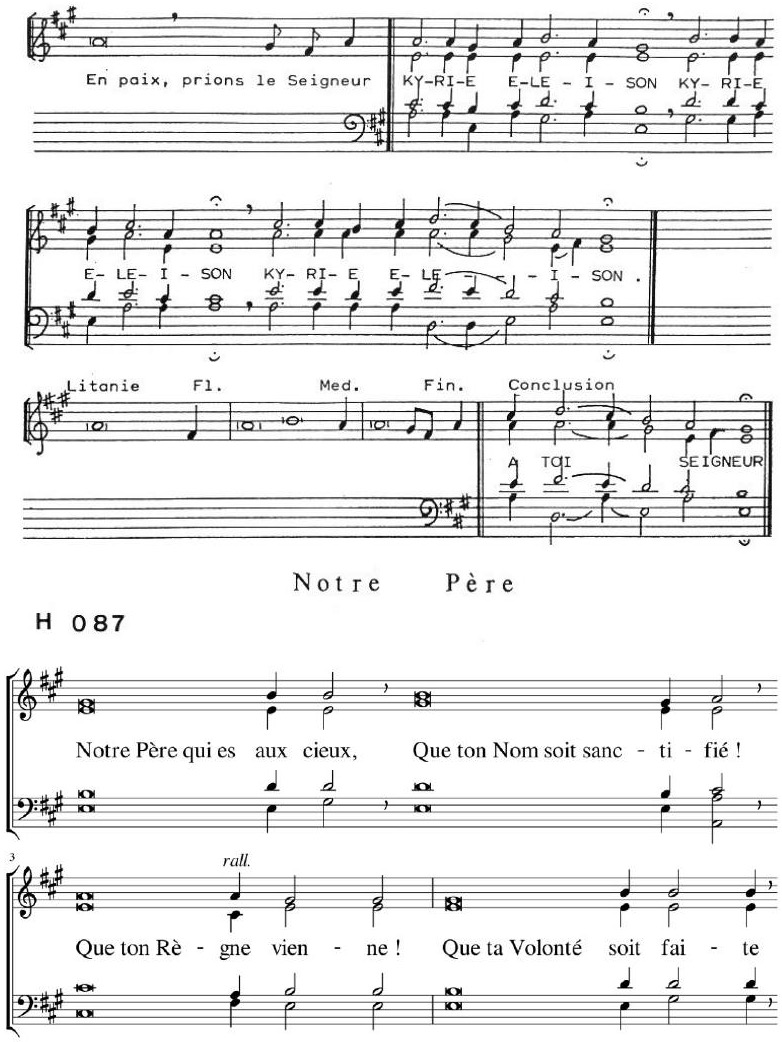 En paix, prions le Seigneur KY-RI-E E-LE - I - SON KY- RI-E
E- LE- I - SON KY- RI- E E-LE - - - I - SON .
Litanie Fl. Med. Fin. Conclusion
A TOI SEIGNEUR
Notre Père
H 087
Notre Père qui es aux cieux, Que ton Nom soit sanc - ti - fié !
3
rall.
Que ton Rè - gne vien - ne ! Que ta Volonté soit fai - te